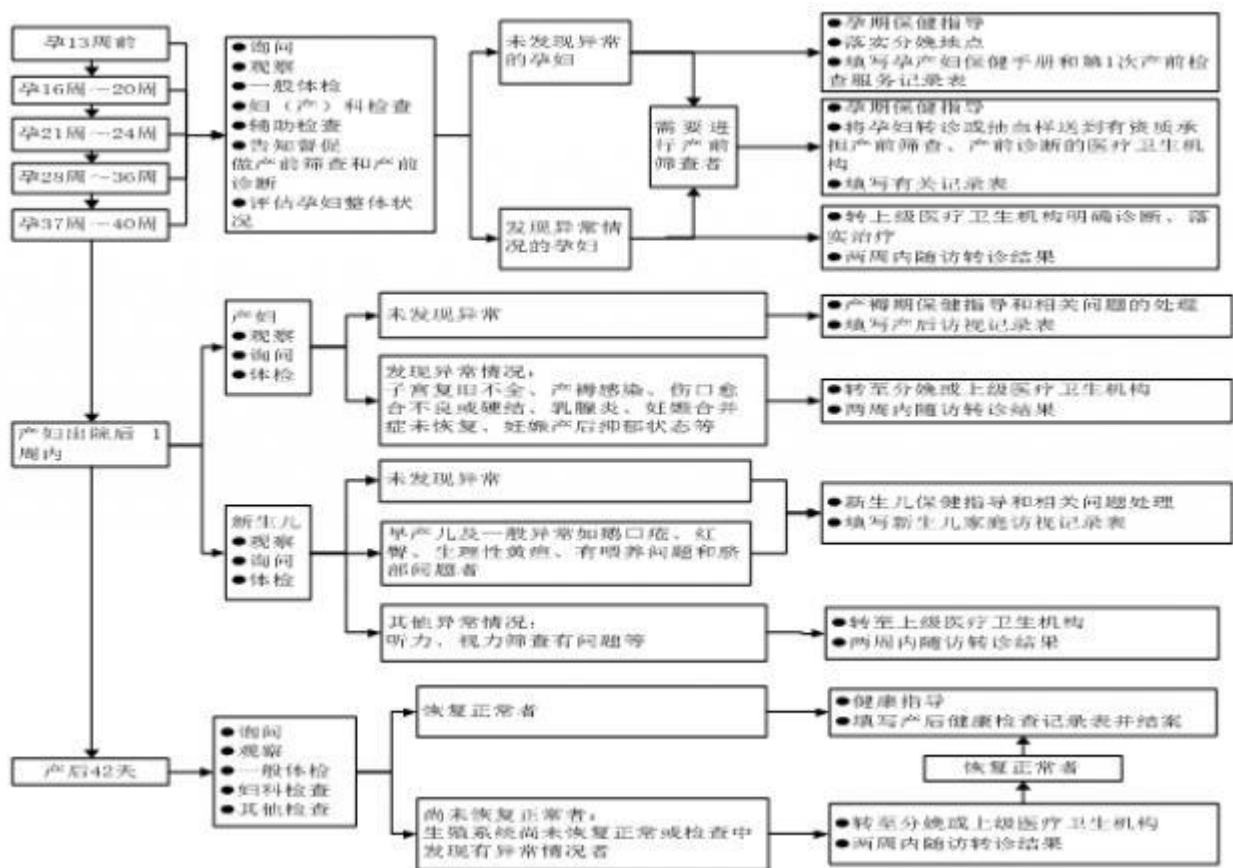 孕13周前
孕16周—20周
孕21周～24周
孕28周～36周
孕37周—40周
●询问
●观察
●一般体检
●妇（产）科检查
●辅助检查
●告知督促
做产前筛查和产前
诊断
●评估孕妇整体状
况
未发现异常
的孕妇
需要进
行产前
筛查者
发现异常情
况的孕妇
●孕期保健指导
●落实分娩地点
●填写孕产妇保健手册和第1次产前检
查服务记录表
●孕期保健指导
●将孕妇转诊或抽血样送到有资质承
担产前筛查、产前诊断的医疗卫生机
构
●填写有关记录表
●转上级医疗卫生机构明确诊断、落
实治疗
●两周内随访转诊结果
产妇出院后 1
周内
产妇
●观察
●询问
●体检
未发现异常
●产褥期保健指导和相关问题的处理
●填写产后访视记录表
发现异常情况：
子宫复旧不全、产褥感染、伤口愈
合不良或硬结、乳腺炎、妊娠合并
症未恢复、妊娠产后抑郁状态等
●转至分娩或上级医疗卫生机构
●两周内随访转诊结果
新生儿
●观察
●询问
●体检
未发现异常
早产儿及一般异常如鹅口疮、红
臀、生理性黄疸、有喂养问题和脐
部问题者
●新生儿保健指导和相关问题处理
●填写新生儿家庭访视记录表
其他异常情况：
听力、视力筛查有问题等
●转至上级医疗卫生机构
●两周内随访转诊结果
产后42天
●询问
●观察
●一般体检
●妇科检查
●其他检查
恢复正常者
●健康指导
●填写产后健康检查记录表并结案
恢复正常者
尚未恢复正常者：
生殖系统尚未恢复正常或检查中
发现有异常情况者
●转至分娩或上级医疗卫生机构
●两周内随访转诊结果